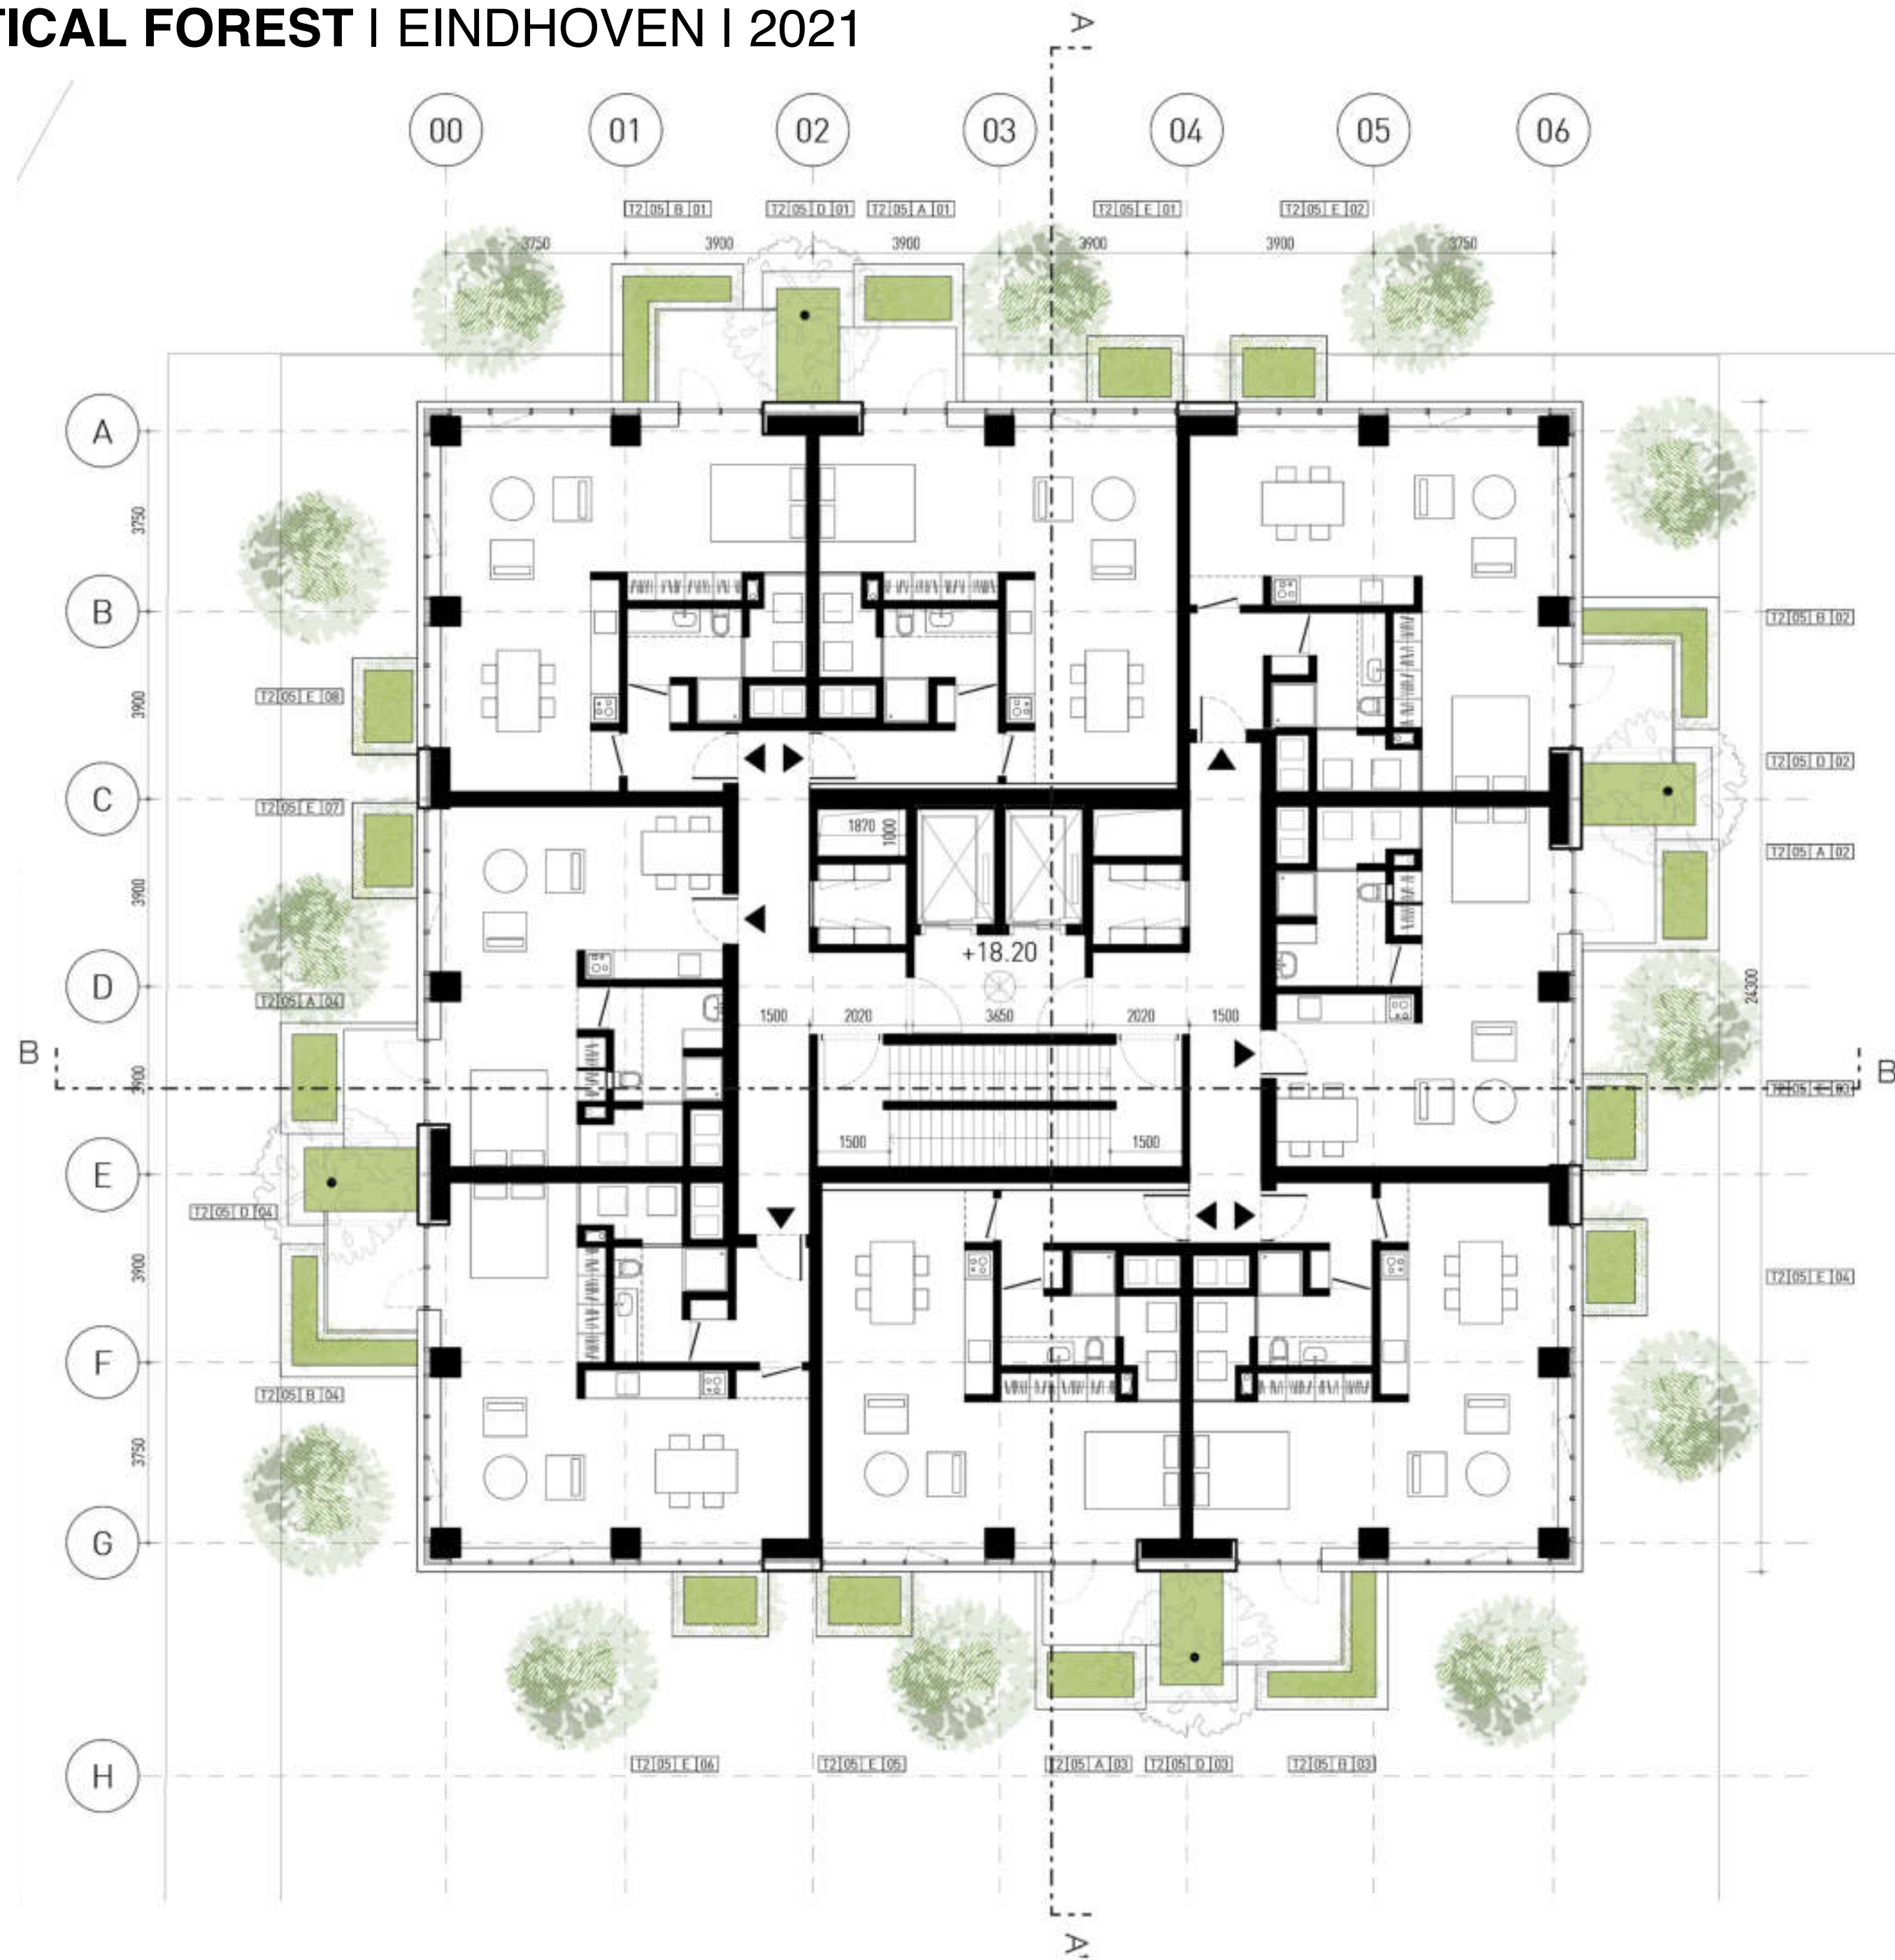 TICAL FOREST | EINDHOVEN | 2021
A
00 01 02 03 04 05 06
T2|05|B|01 T2|05|D|01 T2|05|A|01 T2|05|E|01 T2|05|E|02
3750 3900 3900 3900 3900 3750
A
3750
B
T2|05|B|02
T2|05|E|08
3900
T2|05|D|02
C
T2|05|E|07
1870
1000
T2|05|A|02
3900
+18.20
D
24300
T2|05|A|04
1500 2020 3650 2020 1500
B
B
3900
T2|05|E|03
1500 1500
E
T2|05|D|04
3900
T2|05|E|04
F
T2|05|B|04
3750
G
H
T2|05|E|06 T2|05|E|05 T2|05|A|03 T2|05|D|03 T2|05|B|03
A'